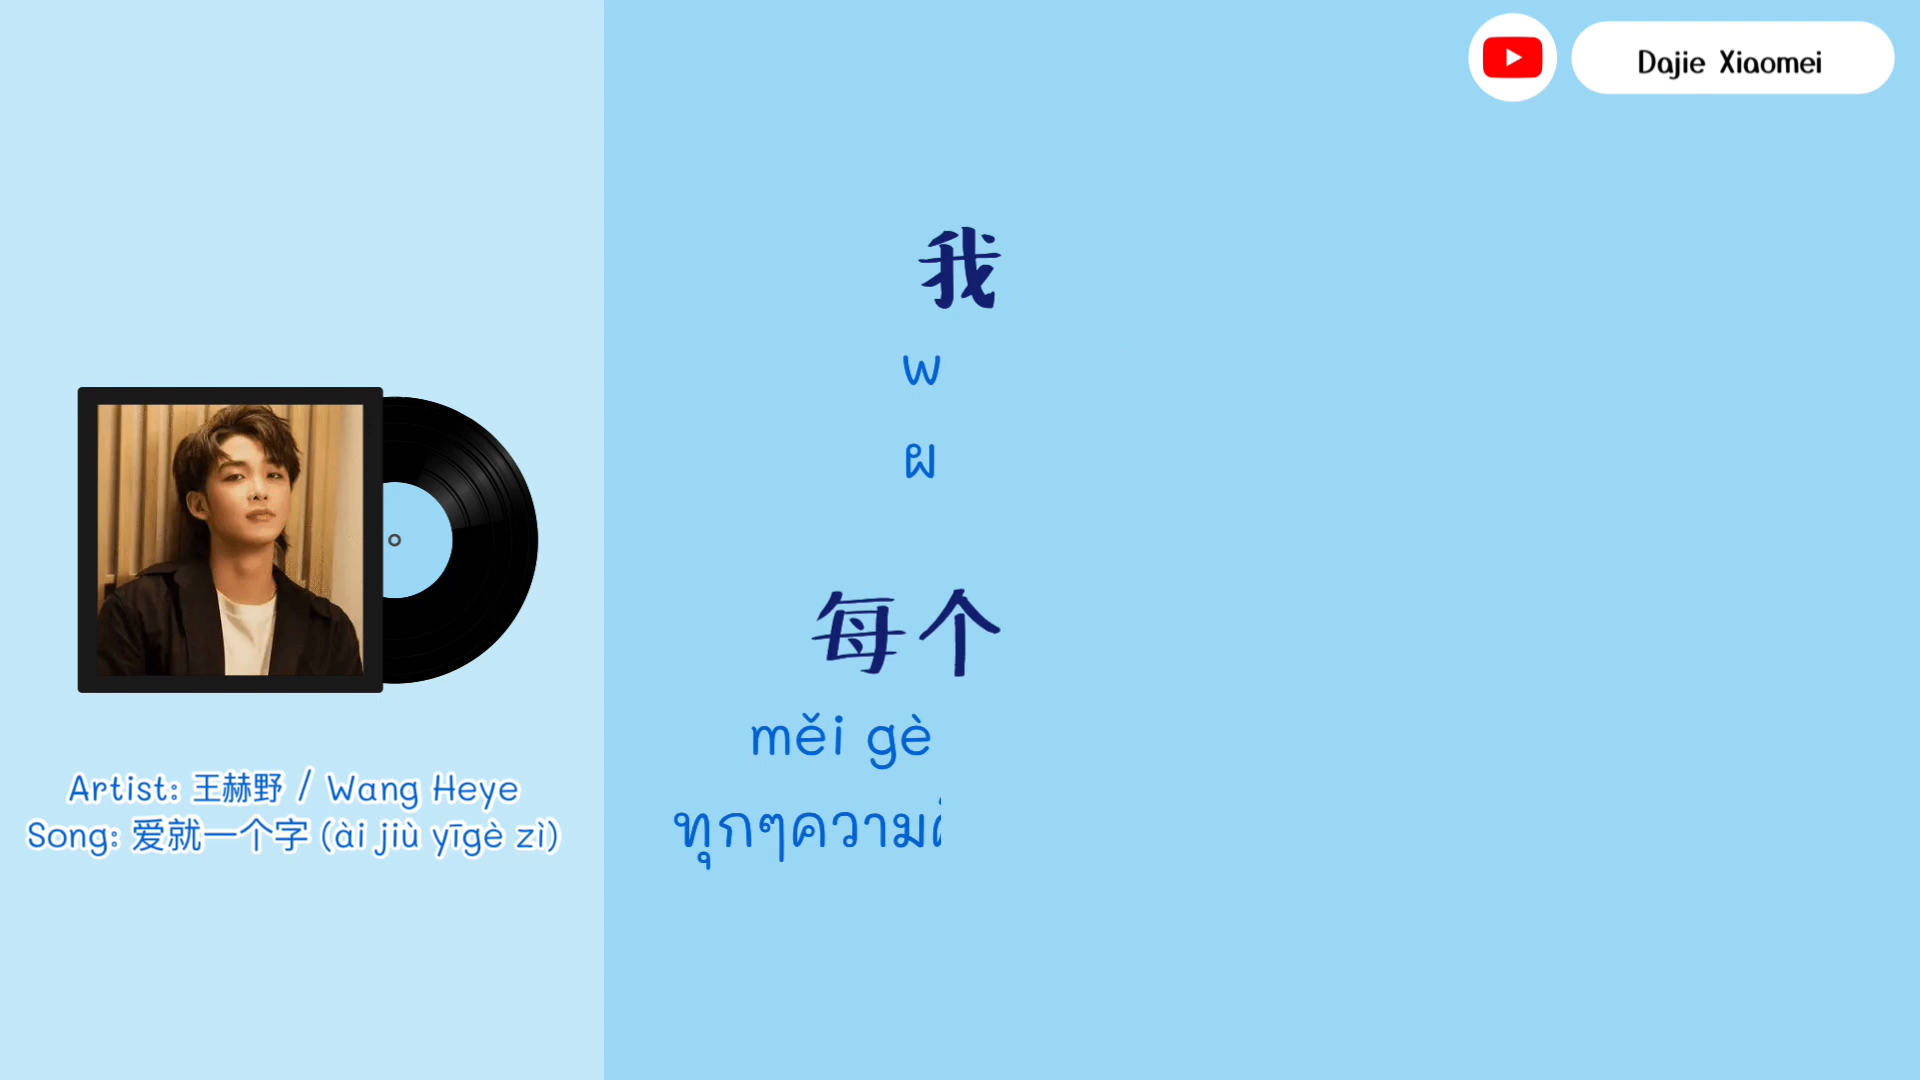 Dajie Xiaomei
我
w
ผ
每个
měi gè
ทุกๆความ
Artist: 王赫野 / Wang Heye
Song: 爱就一个字 (ài jiù yīgè zì)